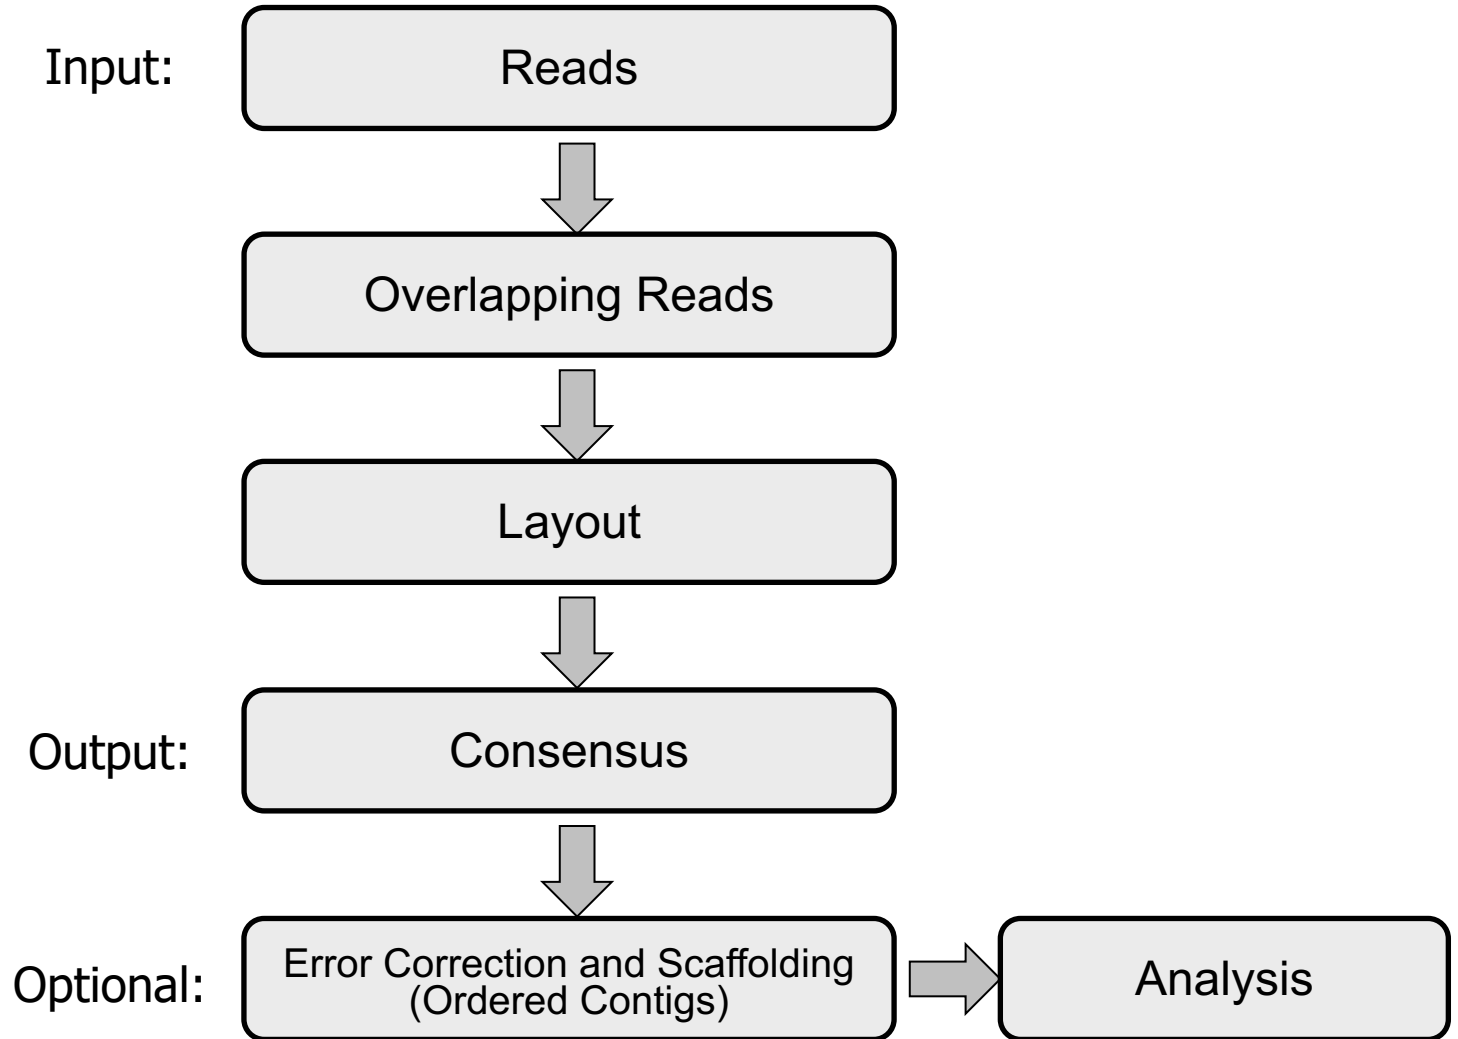 Input:
Reads
Overlapping Reads
Layout
Output:
Consensus
Optional:
Error Correction and Scaffolding
(Ordered Contigs)
Analysis